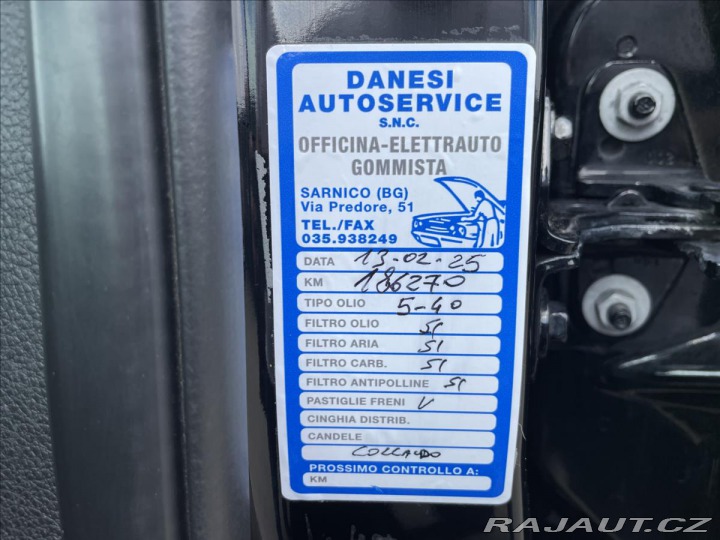 DANESI
AUTOSERVICE
S.N.C.
OFFICINA-ELETTRAUTO
GOMMISTA
SARNICO (BG)
Via Predore, 51
TEL./FAX
035.938249
DATA 13-02-25
KM 186270
TIPO OLIO 5-40
FILTRO OLIO SI
FILTRO ARIA SI
FILTRO CARB. SI
FILTRO ANTIPOLLINE SI
PASTIGLIE FRENI V
CINGHIA DISTRIB.
CANDELE
COLLAUDO
PROSSIMO CONTROLLO A:
KM
RAJAUT.CZ